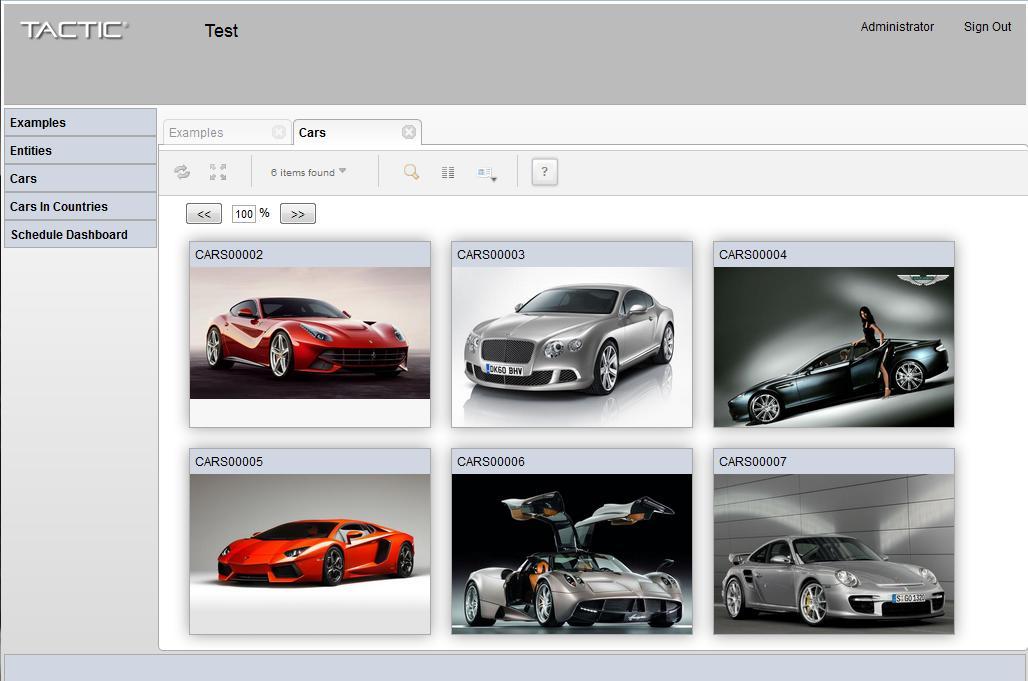 TACTIC®
Test
Administrator
Sign Out
Examples
Entities
Cars
Cars In Countries
Schedule Dashboard
Examples
Cars
6 items found
?
<<
100 %
>>
CARS00002
CARS00003
CARS00004
OK60 BHV
CARS00005
CARS00006
CARS00007
S GO 1320